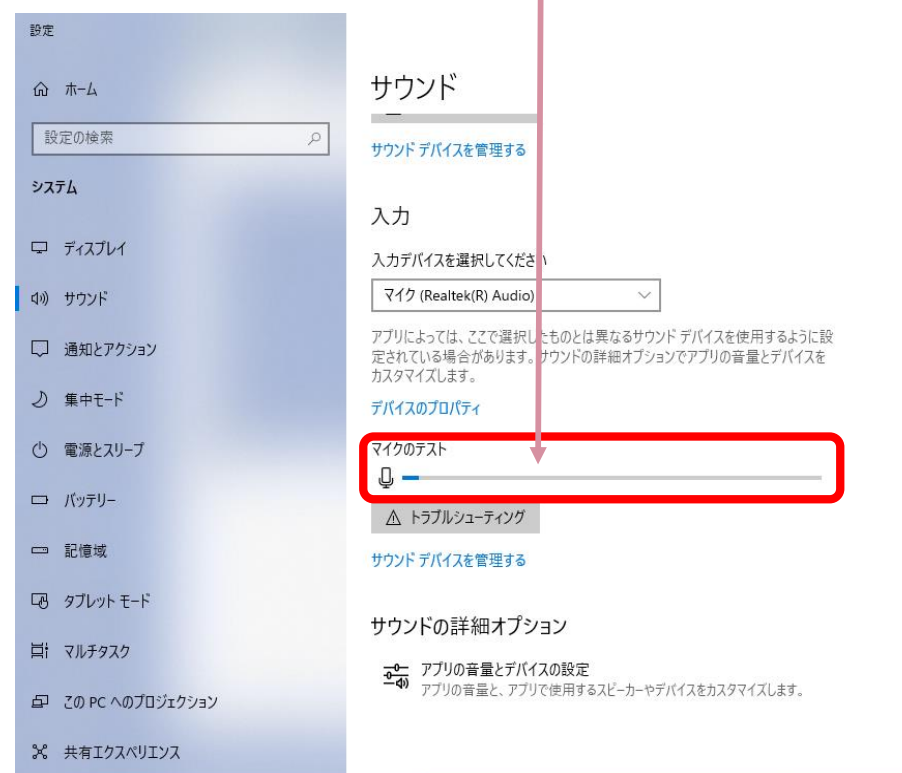 設定
ホーム
設定の検索
システム
ディスプレイ
サウンド
通知とアクション
集中モード
電源とスリープ
バッテリー
記憶域
タブレット モード
マルチタスク
この PC へのプロジェクション
共有エクスペリエンス
サウンド
サウンド デバイスを管理する
入力
入力デバイスを選択してください
マイク (Realtek(R) Audio)
アプリによっては、ここで選択したものとは異なるサウンド デバイスを使用するように設
定されている場合があります。サウンドの詳細オプションでアプリの音量とデバイスを
カスタマイズします。
デバイスのプロパティ
マイクのテスト
トラブルシューティング
サウンド デバイスを管理する
サウンドの詳細オプション
アプリの音量とデバイスの設定
アプリの音量と、アプリで使用するスピーカーやデバイスをカスタマイズします。